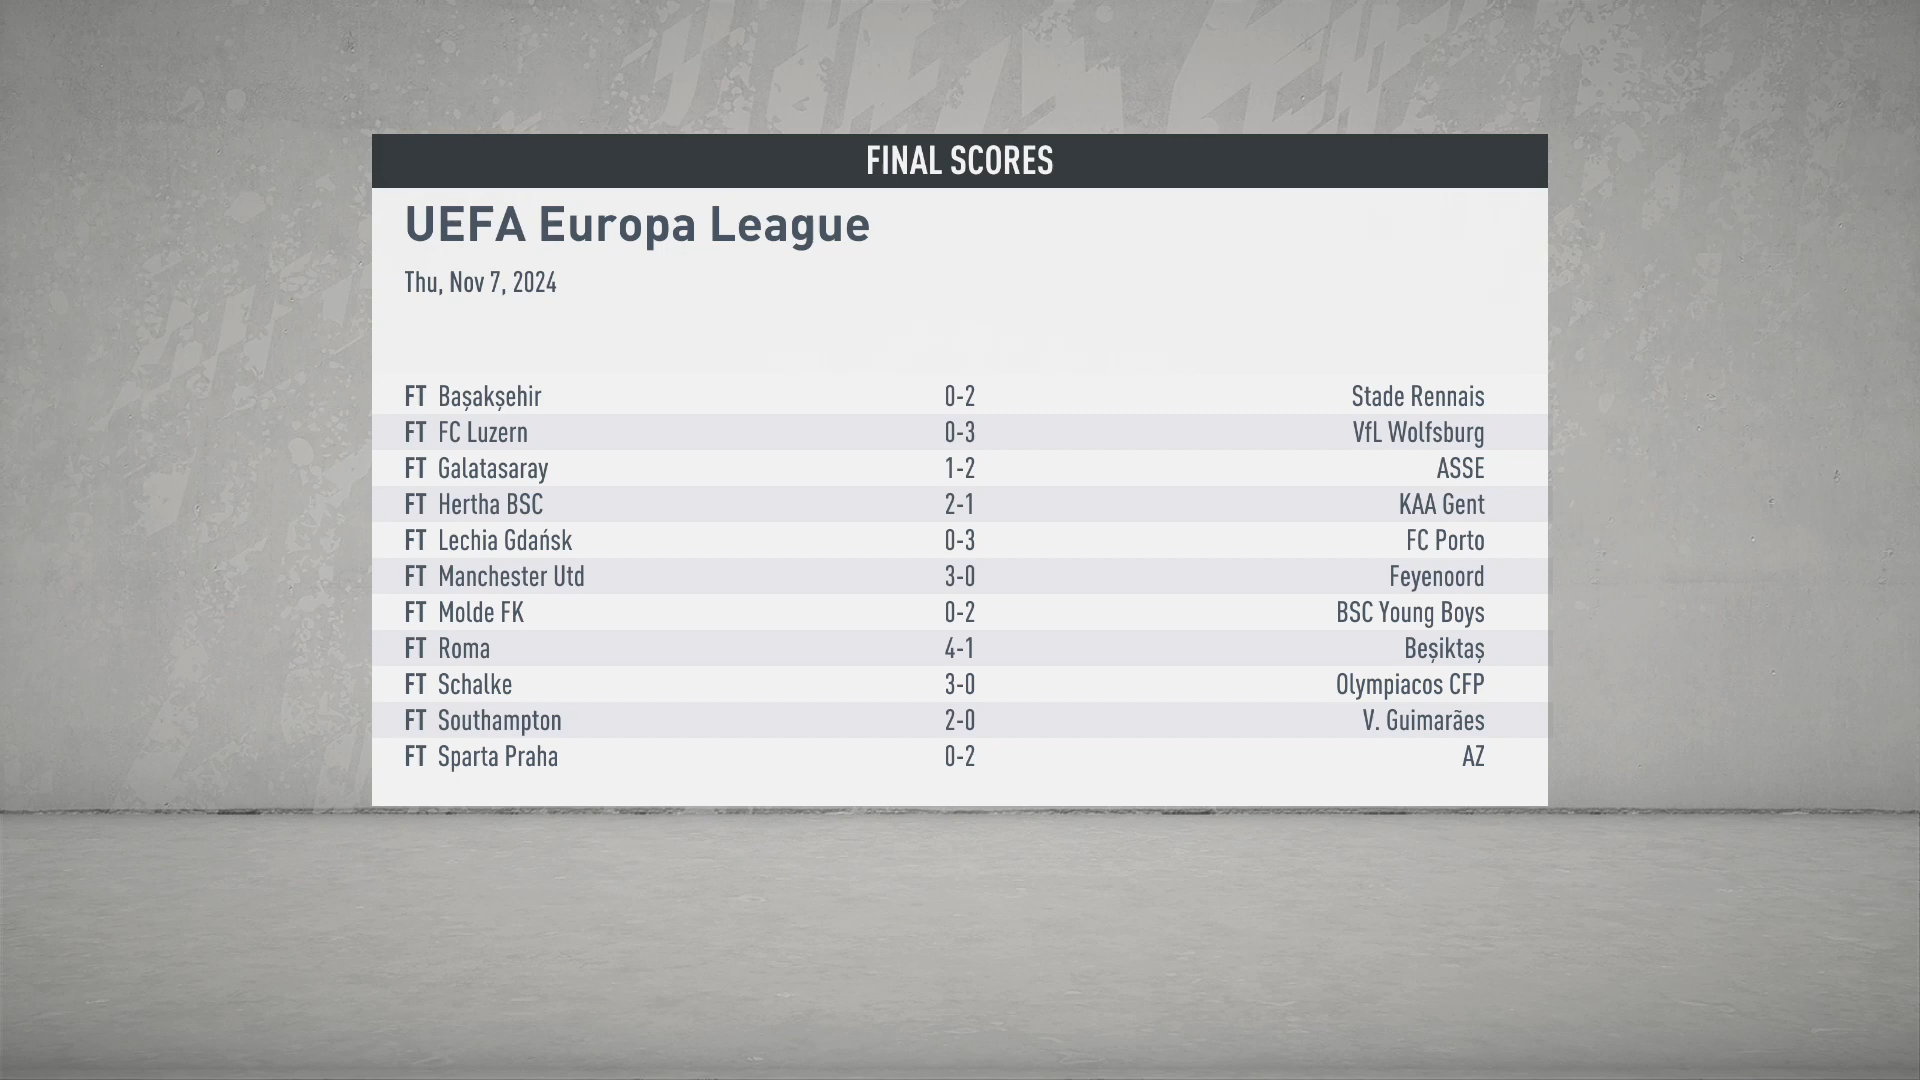 FINAL SCORES
UEFA Europa League
Thu, Nov 7, 2024
FT Başakşehir 0-2 Stade Rennais
FT FC Luzern 0-3 VfL Wolfsburg
FT Galatasaray 1-2 ASSE
FT Hertha BSC 2-1 KAA Gent
FT Lechia Gdańsk 0-3 FC Porto
FT Manchester Utd 3-0 Feyenoord
FT Molde FK 0-2 BSC Young Boys
FT Roma 4-1 Beşiktaş
FT Schalke 3-0 Olympiacos CFP
FT Southampton 2-0 V. Guimarães
FT Sparta Praha 0-2 AZ